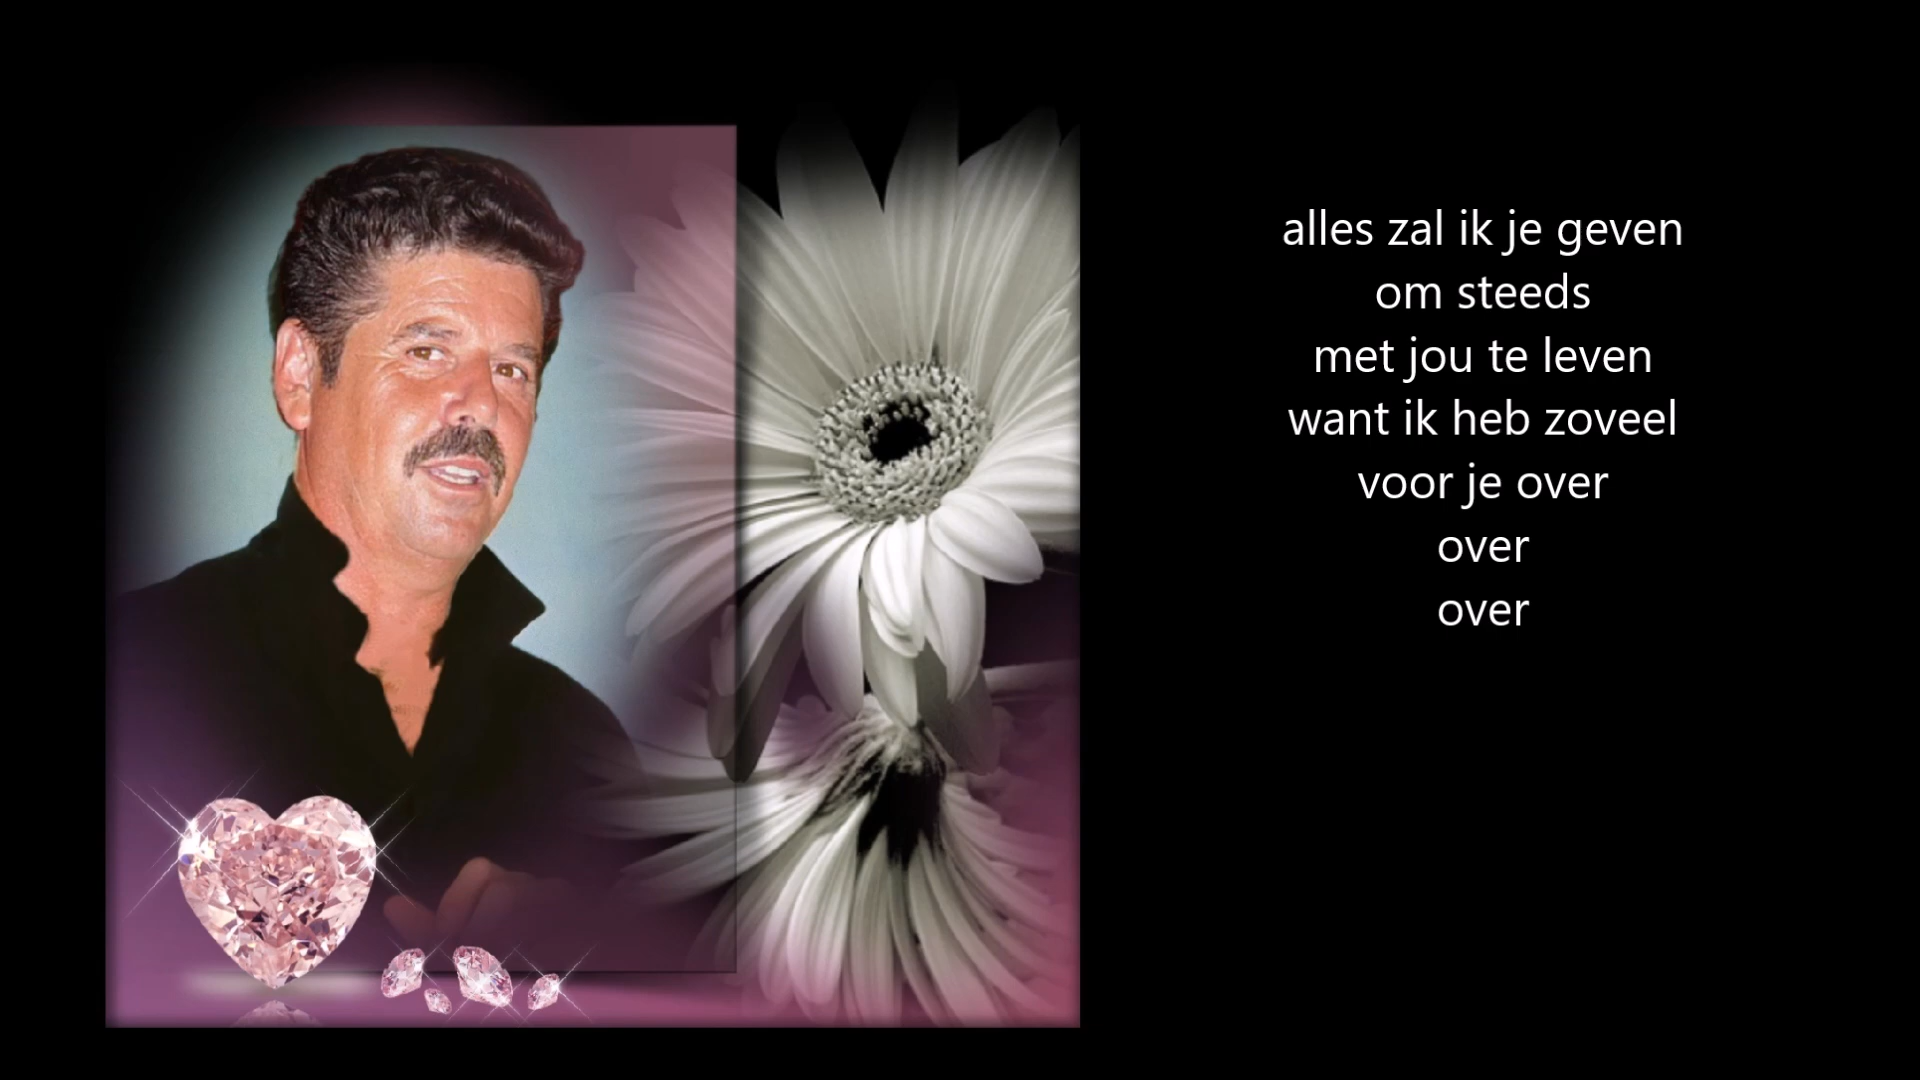 alles zal ik je geven
om steeds
met jou te leven
want ik heb zoveel
voor je over
over
over